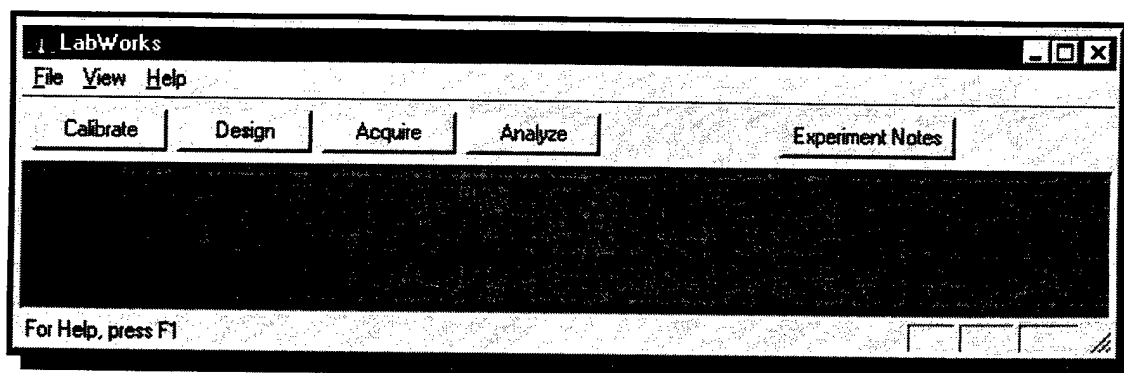 LabWorks
File View Help
Calibrate Design Acquire Analyze Experiment Notes
For Help, press F1